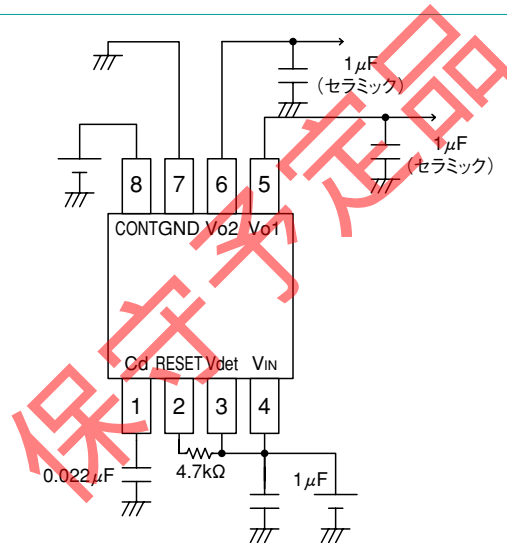 1μF
(セラミック)
1μF
(セラミック)
8 7 6 5
CONT GND Vo2 Vo1
Cd RESET Vdet VIN
1 2 3 4
0.022μF 4.7kΩ 1μF
保守予定品